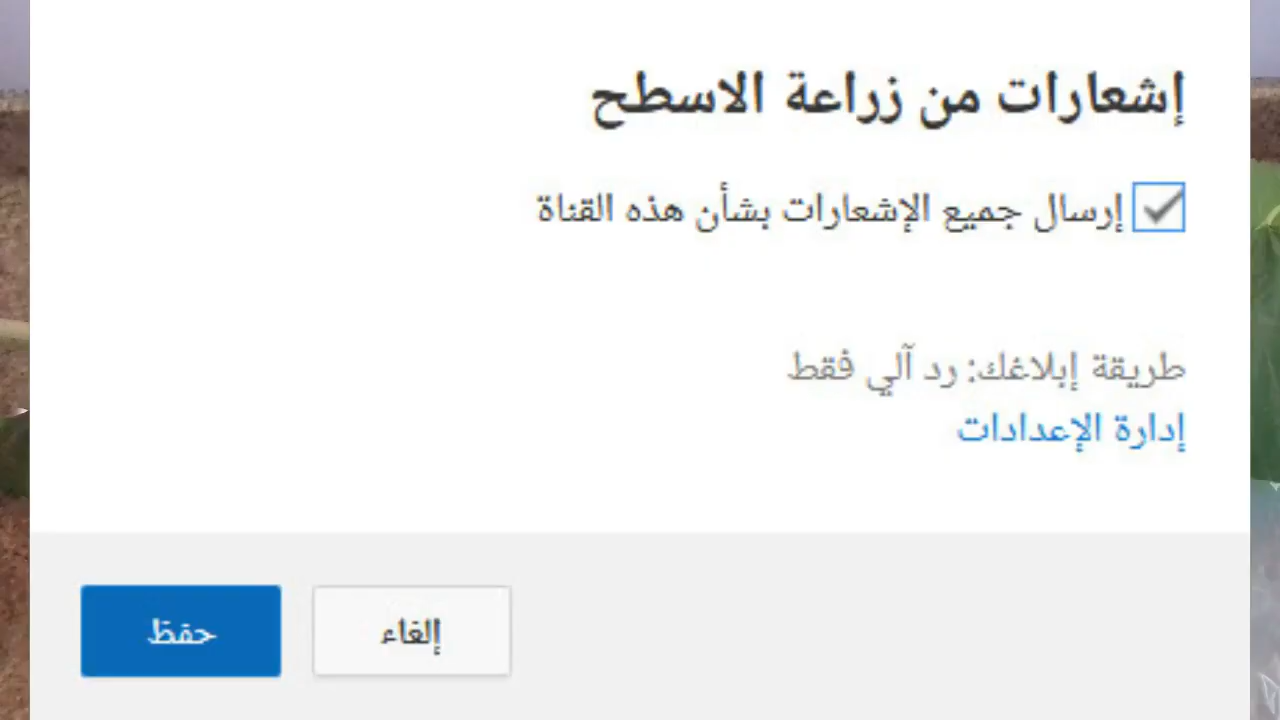 إشعارات من زراعة الاسطح
إرسال جميع الإشعارات بشأن هذه القناة
طريقة إبلاغك: رد آلي فقط
إدارة الإعدادات
إلغاء
حفظ